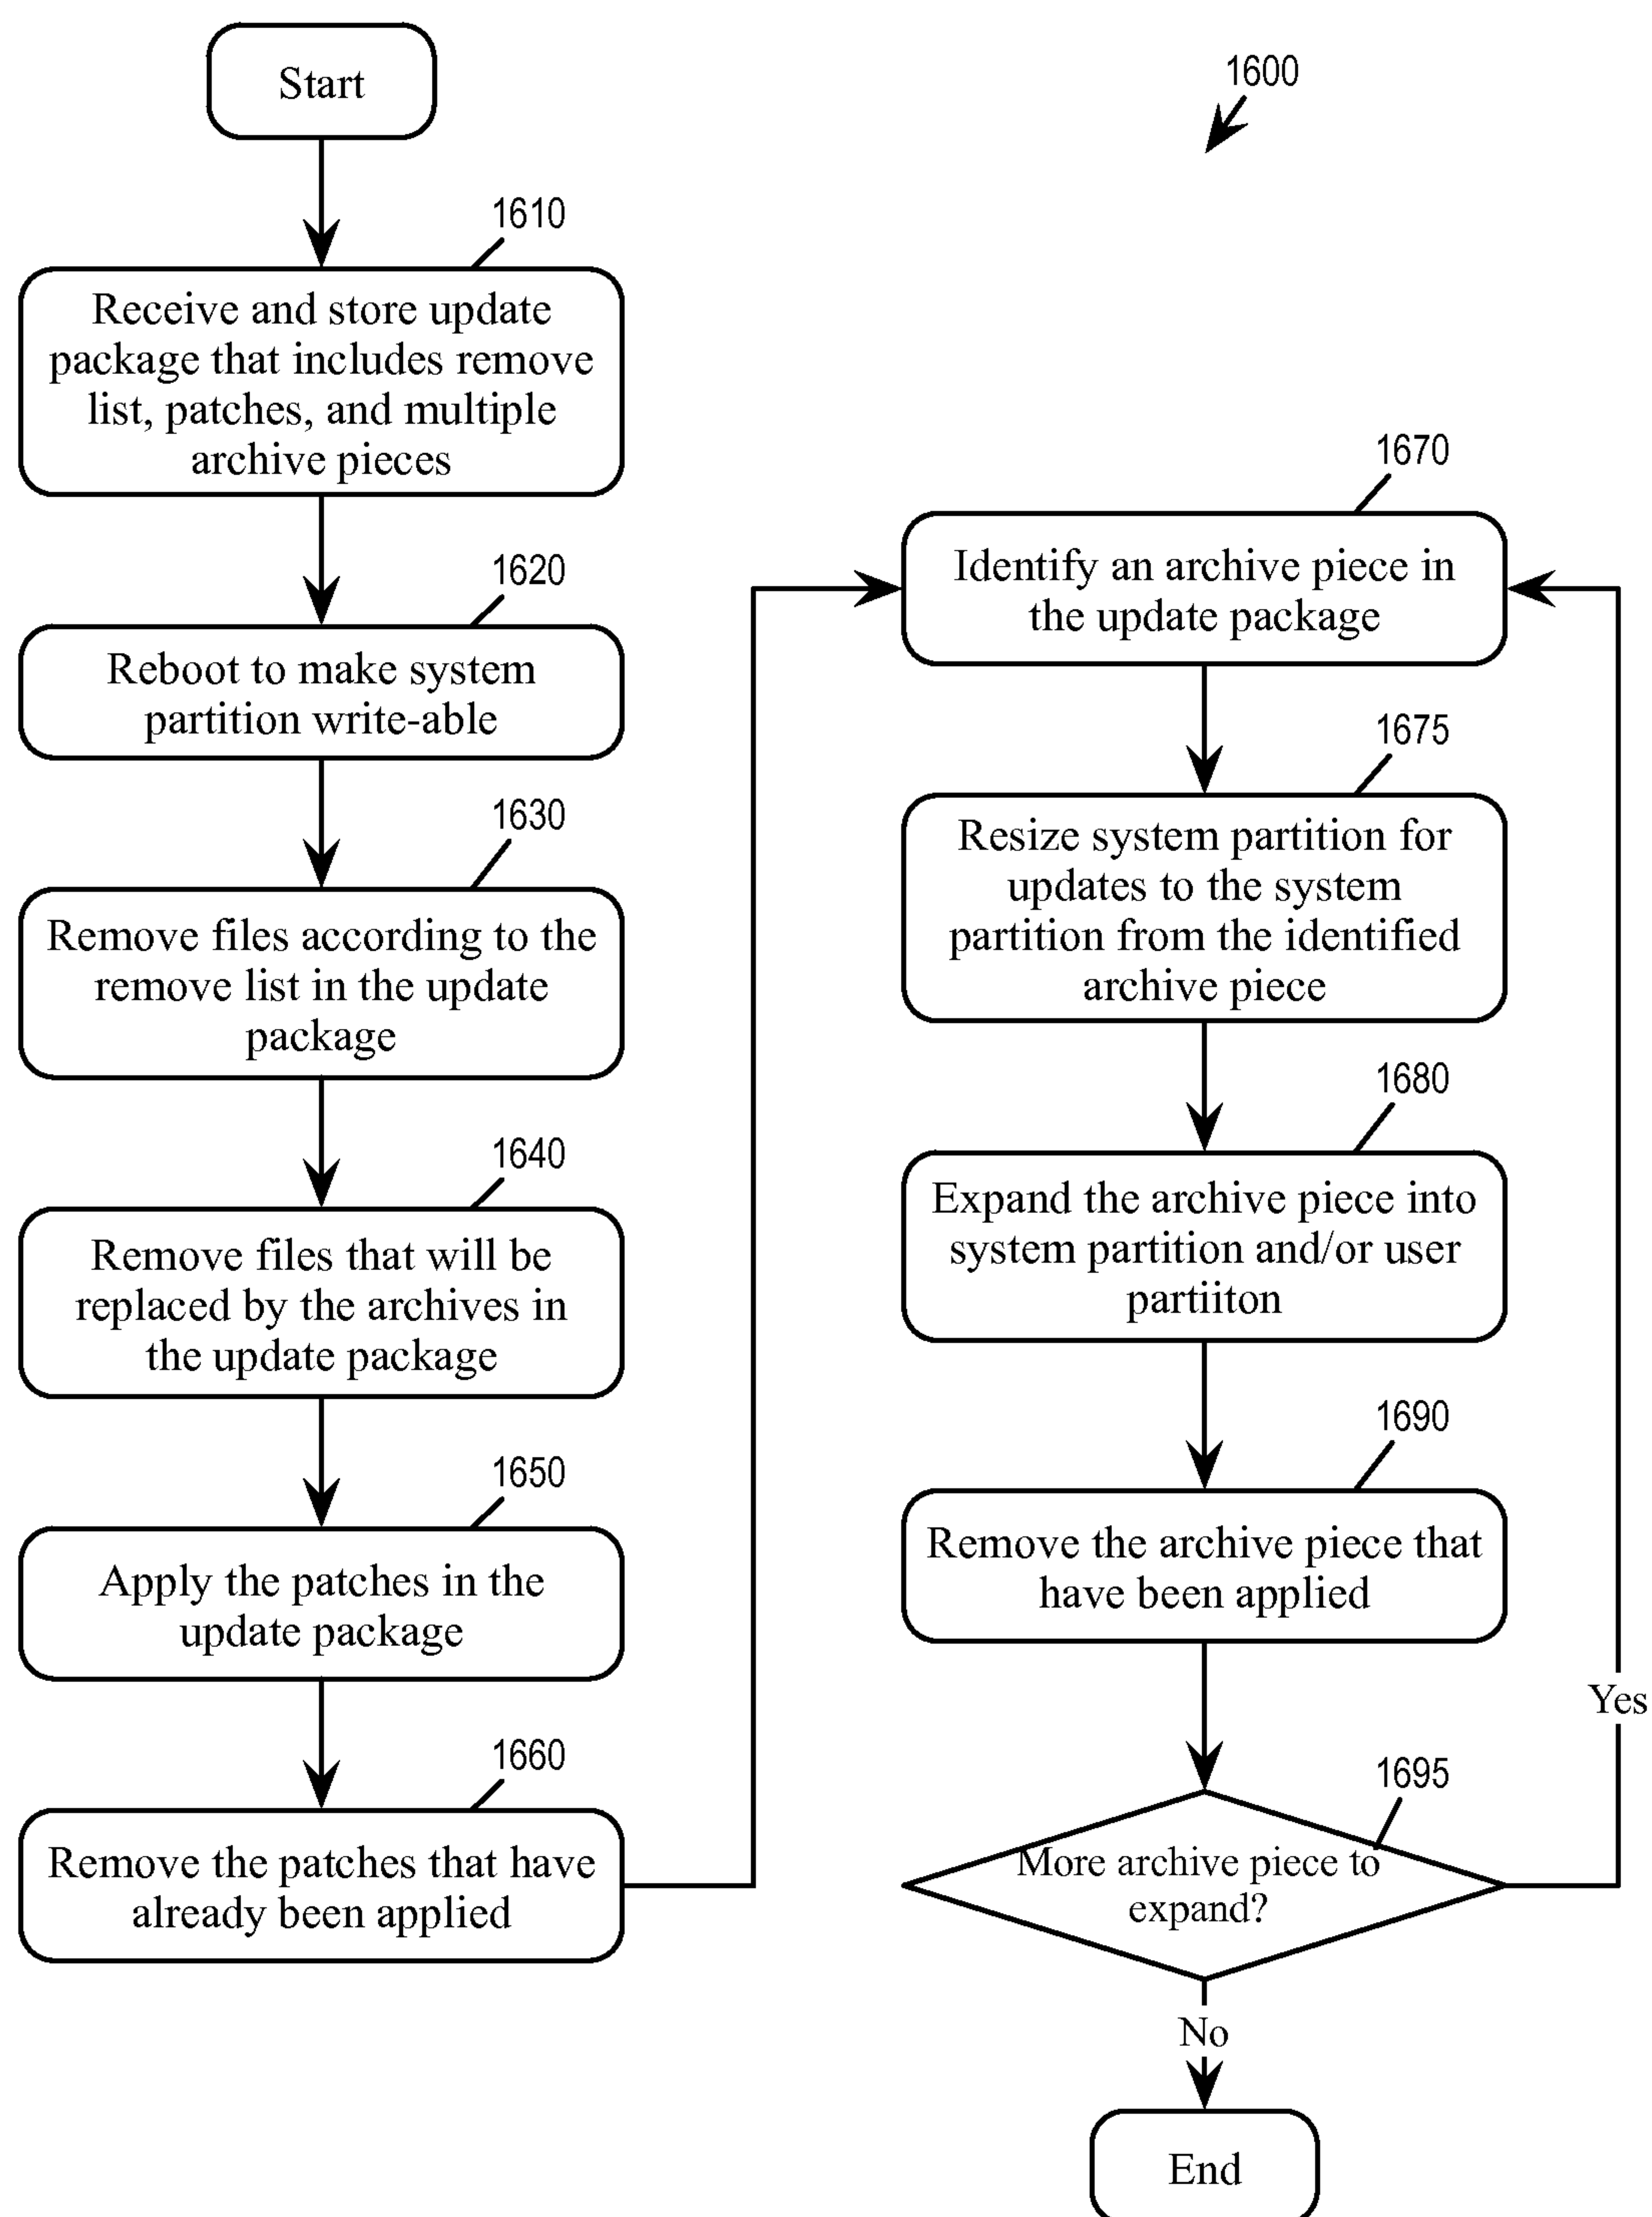 Start
1600
1610
Receive and store update
package that includes remove
list, patches, and multiple
archive pieces
1620
Reboot to make system
partition write-able
1630
Remove files according to the
remove list in the update
package
1640
Remove files that will be
replaced by the archives in
the update package
1650
Apply the patches in the
update package
1660
Remove the patches that have
already been applied
1670
Identify an archive piece in
the update package
1675
Resize system partition for
updates to the system
partition from the identified
archive piece
1680
Expand the archive piece into
system partition and/or user
partiiton
1690
Remove the archive piece that
have been applied
Yes
1695
More archive piece to
expand?
No
End